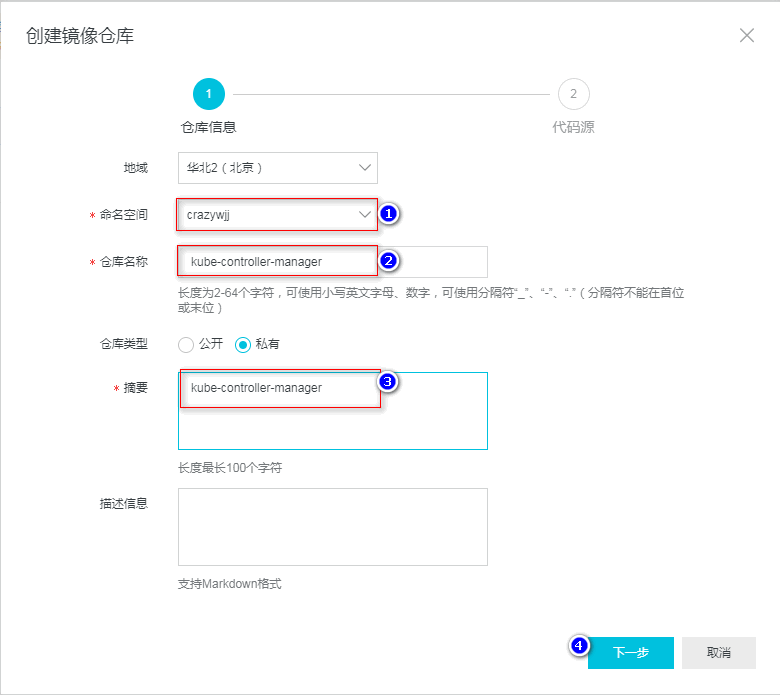 创建镜像仓库
1
2
仓库信息
代码源
地域
华北2（北京）
* 命名空间
crazywjj
1
* 仓库名称
kube-controller-manager
2
长度为2-64个字符，可使用小写英文字母、数字，可使用分隔符“_”、“-”、“.”（分隔符不能在首位
或末位）
仓库类型
公开
私有
* 摘要
kube-controller-manager
3
长度最长100个字符
描述信息
支持Markdown格式
4
下一步
取消